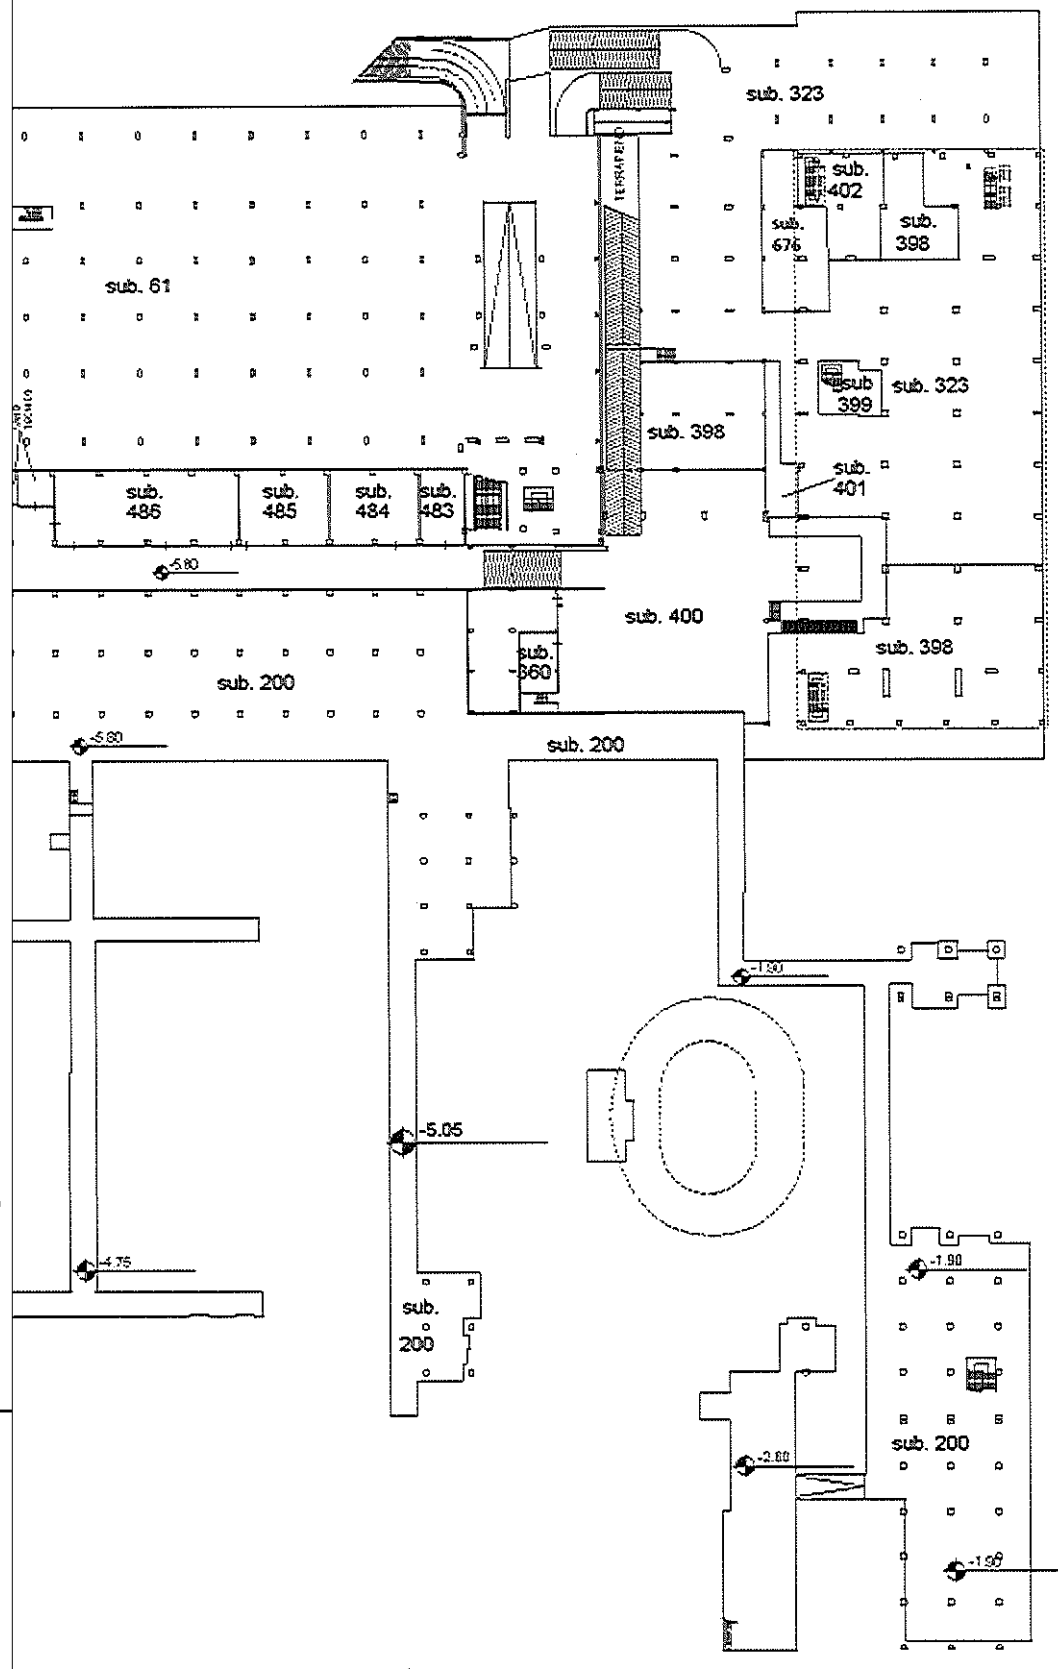 sub. 323
TERRAPIENO
sub.
402
sub.
676
sub.
398
sub. 61
sub
399
sub. 323
sub. 398
sub.
401
sub.
486
sub.
485
sub.
484
sub.
483
-5.80
sub. 400
sub. 398
sub.
360
sub. 200
-5.80
sub. 200
-1.90
-5.05
-4.75
-1.90
sub.
200
sub. 200
-2.80
-1.90